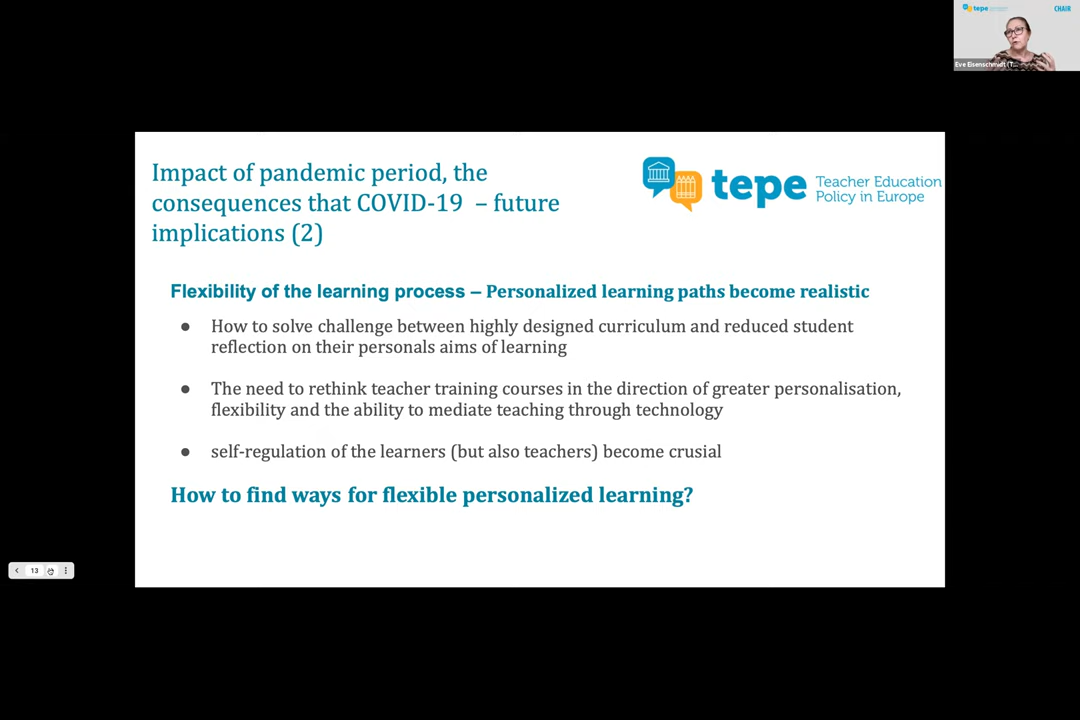 tepe
CHAIR
Eve Eisenschmidt (T...
Impact of pandemic period, the
consequences that COVID-19 – future
implications (2)
tepe Teacher Education
Policy in Europe
Flexibility of the learning process – Personalized learning paths become realistic
● How to solve challenge between highly designed curriculum and reduced student
reflection on their personals aims of learning
● The need to rethink teacher training courses in the direction of greater personalisation,
flexibility and the ability to mediate teaching through technology
● self-regulation of the learners (but also teachers) become crusial
How to find ways for flexible personalized learning?
13